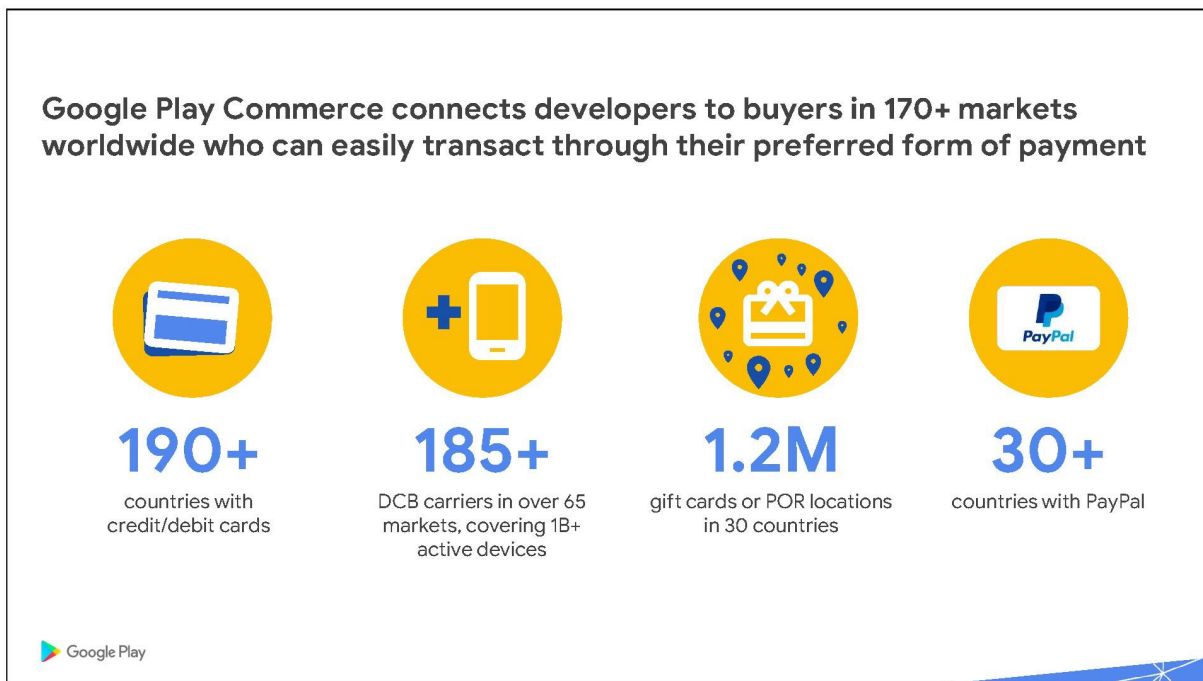 Google Play Commerce connects developers to buyers in 170+ markets
worldwide who can easily transact through their preferred form of payment
PayPal
190+
countries with
credit/debit cards
185+
DCB carriers in over 65
markets, covering 1B+
active devices
1.2M
gift cards or POR locations
in 30 countries
30+
countries with PayPal
Google Play